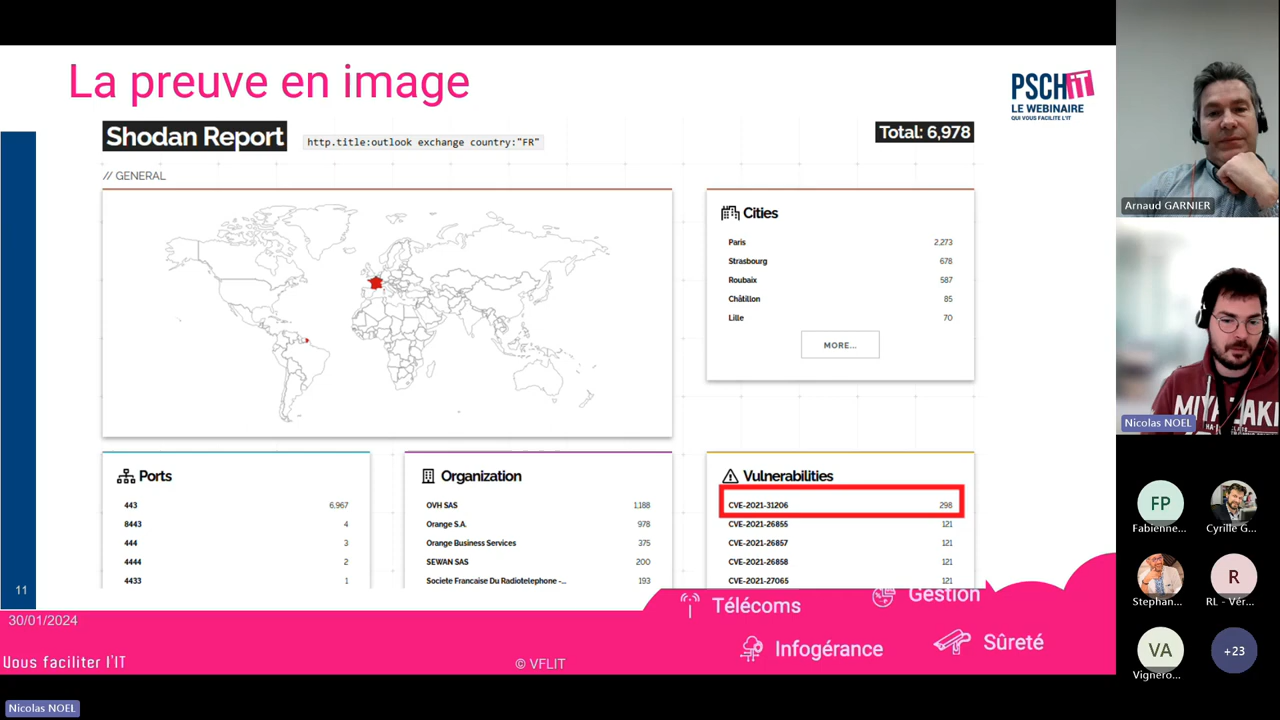 La preuve en image
PSCHiT
LE WEBINAIRE
QUI VOUS FACILITE L'IT
Shodan Report
http.title:outlook exchange country:"FR"
Total: 6,978
// GENERAL
Cities
Paris 2,273
Strasbourg 678
Roubaix 587
Châtillon 85
Lille 70
MORE...
Ports
443 6,967
8443 4
444 3
4444 2
4433 1
Organization
OVH SAS 1,188
Orange S.A. 978
Orange Business Services 375
SEWAN SAS 200
Societe Francaise Du Radiotelephone -... 193
Vulnerabilities
CVE-2021-31206 298
CVE-2021-26855 121
CVE-2021-26857 121
CVE-2021-26858 121
CVE-2021-27065 121
11
30/01/2024
Vous faciliter l'IT
© VFLIT
Télécoms
Gestion
Infogérance
Sûreté
Nicolas NOEL
Arnaud GARNIER
MIYAZAKI
Nicolas NOEL
FP
Fabienne...
Cyrille G...
Stephan...
R
RL - Vér...
VA
Vignero...
+23